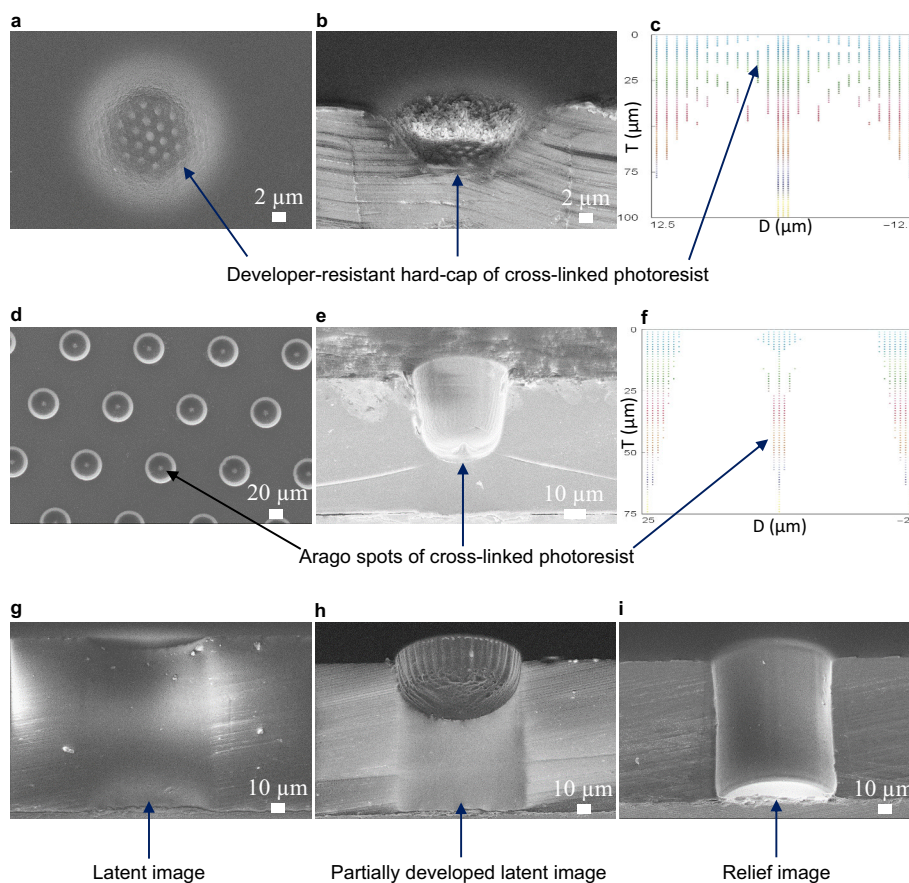 a
b
c
2 µm
2 µm
0
25
50
75
100
T (µm)
12.5
D (µm)
-12.
Developer-resistant hard-cap of cross-linked photoresist
d
e
f
20 µm
10 µm
0
25
50
75
T (µm)
25
D (µm)
-2
Arago spots of cross-linked photoresist
g
h
i
10 µm
10 µm
10 µm
Latent image
Partially developed latent image
Relief image